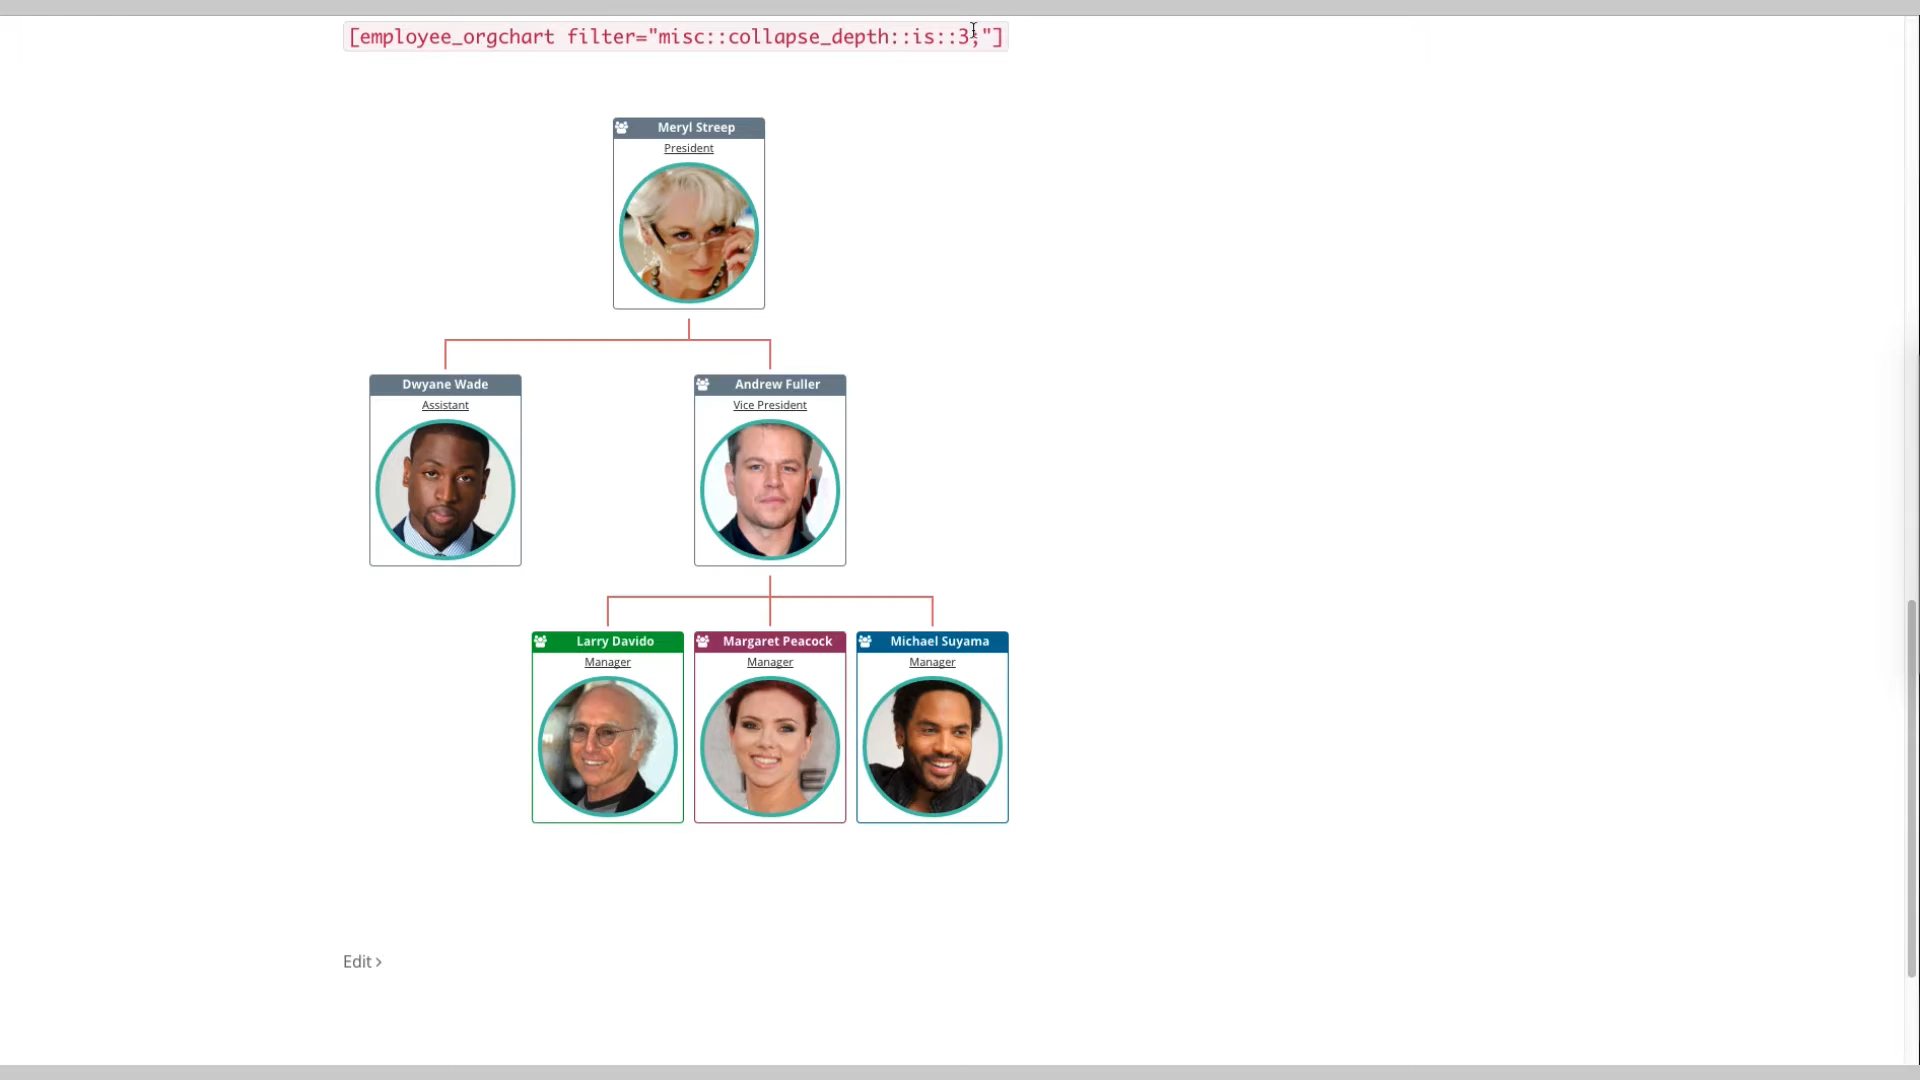 [employee_orgchart filter="misc::collapse_depth::is::3;"]
Meryl Streep
President
Dwyane Wade
Assistant
Andrew Fuller
Vice President
Larry Davido
Manager
Margaret Peacock
Manager
Michael Suyama
Manager
Edit ›